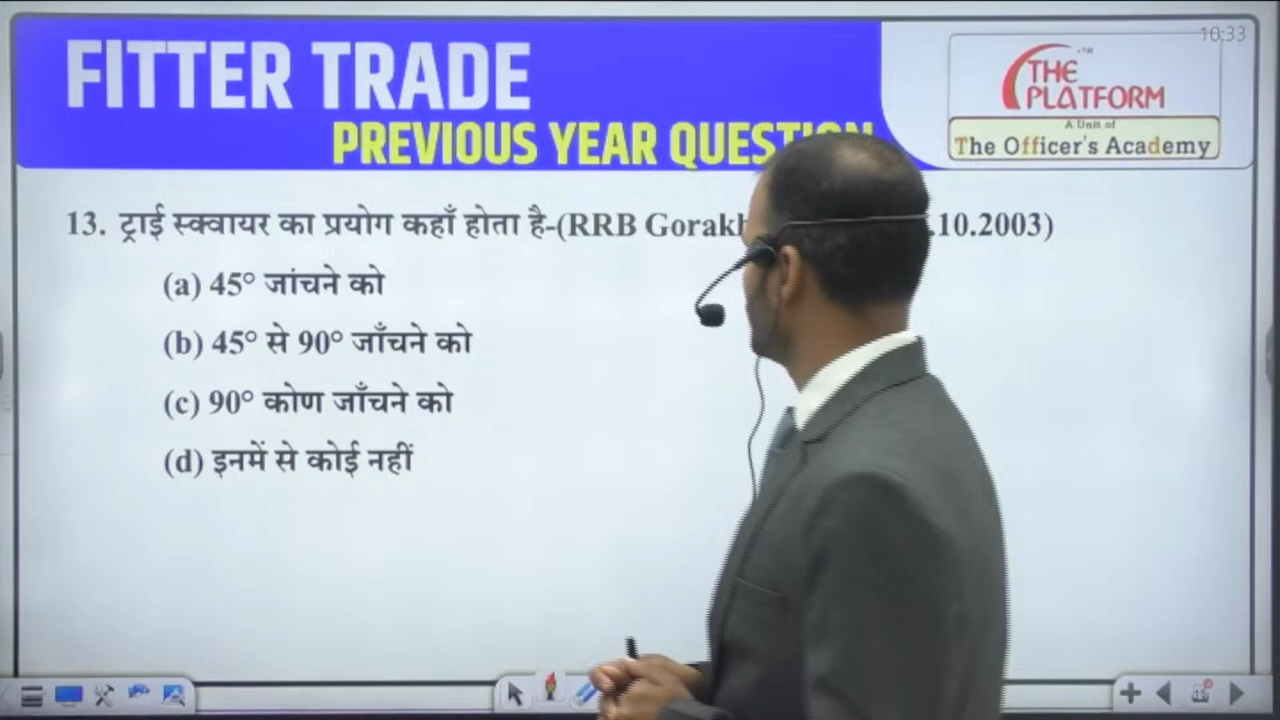 10:33
FITTER TRADE
PREVIOUS YEAR QUESTION
THE
PLATFORM
TM
A Unit of
The Officer's Academy
13. ट्राई स्क्वायर का प्रयोग कहाँ होता है-(RRB .10.2003)
(a) 45° जांचने को
(b) 45° से 90° जाँचने को
(c) 90° कोण जाँचने को
(d) इनमें से कोई नहीं